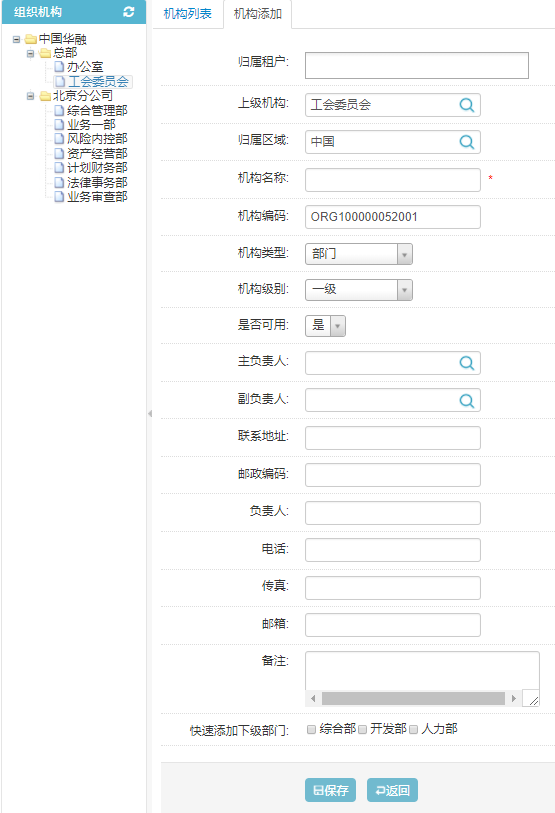 组织机构
中国华融
总部
办公室
工会委员会
北京分公司
综合管理部
业务一部
风险内控部
资产经营部
计划财务部
法律事务部
业务审查部
机构列表 机构添加
归属租户:
上级机构: 工会委员会
归属区域: 中国
机构名称: *
机构编码: ORG100000052001
机构类型: 部门
机构级别: 一级
是否可用: 是
主负责人:
副负责人:
联系地址:
邮政编码:
负责人:
电话:
传真:
邮箱:
备注:
快速添加下级部门: 综合部 开发部 人力部
保存 返回